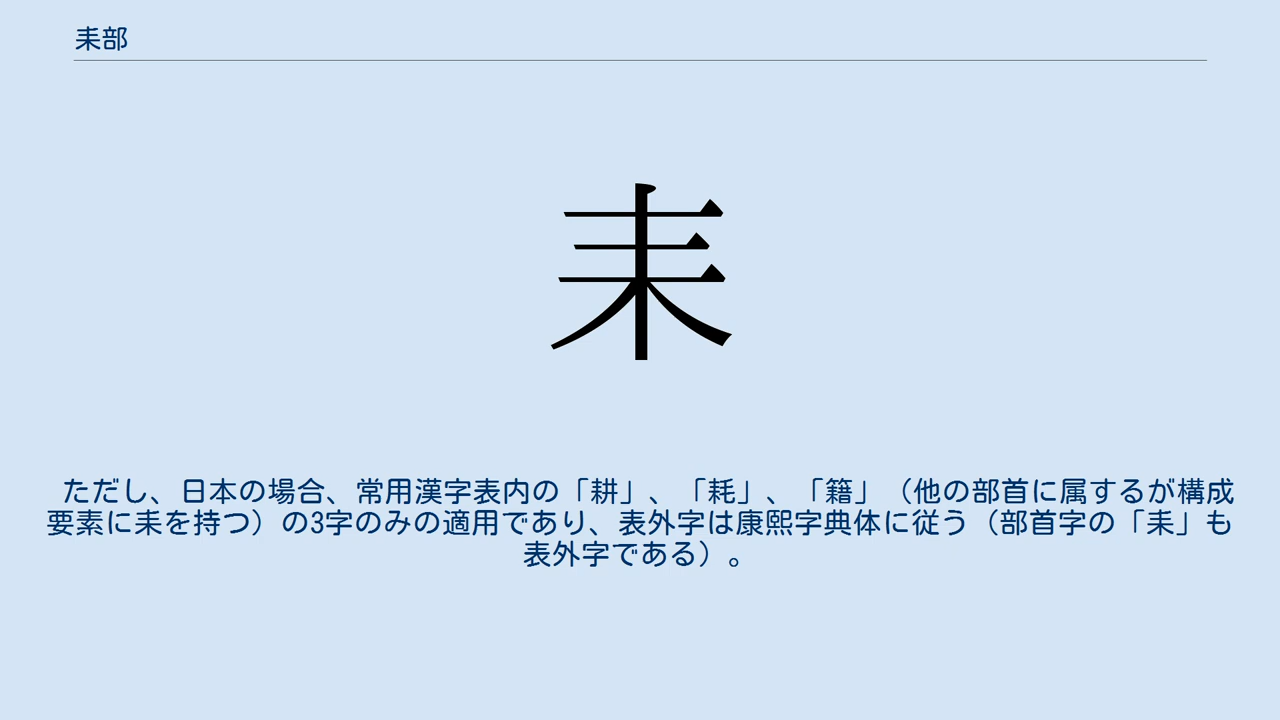 耒部
耒
ただし、日本の場合、常用漢字表内の「耕」、「耗」、「籍」（他の部首に属するが構成
要素に耒を持つ）の3字のみの適用であり、表外字は康熙字典体に従う（部首字の「耒」も
表外字である）。